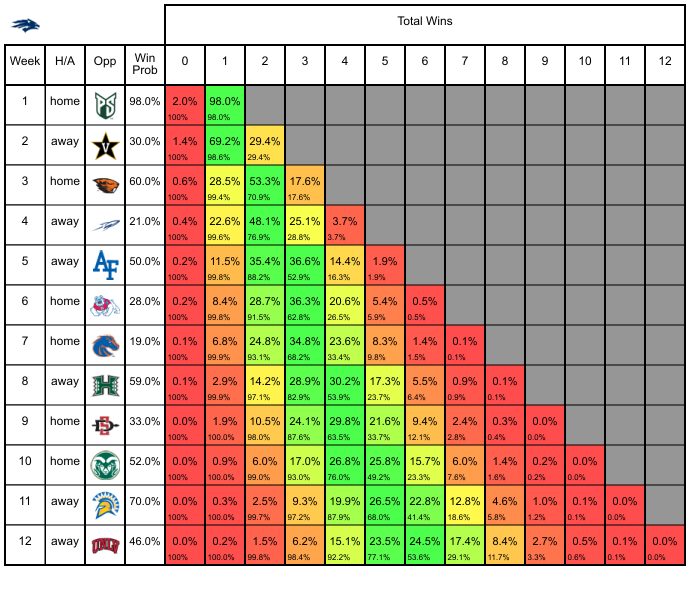 Total Wins
Week H/A Opp Win Prob 0 1 2 3 4 5 6 7 8 9 10 11 12
1 home PS 98.0% 2.0% 98.0%
100% 98.0%
2 away V 30.0% 1.4% 69.2% 29.4%
100% 98.6% 29.4%
3 home 60.0% 0.6% 28.5% 53.3% 17.6%
100% 99.4% 70.9% 17.6%
4 away 21.0% 0.4% 22.6% 48.1% 25.1% 3.7%
100% 99.6% 76.9% 28.8% 3.7%
5 away AF 50.0% 0.2% 11.5% 35.4% 36.6% 14.4% 1.9%
100% 99.8% 88.2% 52.9% 16.3% 1.9%
6 home 28.0% 0.2% 8.4% 28.7% 36.3% 20.6% 5.4% 0.5%
100% 99.8% 91.5% 62.8% 26.5% 5.9% 0.5%
7 home 19.0% 0.1% 6.8% 24.8% 34.8% 23.6% 8.3% 1.4% 0.1%
100% 99.9% 93.1% 68.2% 33.4% 9.8% 1.5% 0.1%
8 away H 59.0% 0.1% 2.9% 14.2% 28.9% 30.2% 17.3% 5.5% 0.9% 0.1%
100% 99.9% 97.1% 82.9% 53.9% 23.7% 6.4% 0.9% 0.1%
9 home SD 33.0% 0.0% 1.9% 10.5% 24.1% 29.8% 21.6% 9.4% 2.4% 0.3% 0.0%
100% 100.0% 98.0% 87.6% 63.5% 33.7% 12.1% 2.8% 0.4% 0.0%
10 home 52.0% 0.0% 0.9% 6.0% 17.0% 26.8% 25.8% 15.7% 6.0% 1.4% 0.2% 0.0%
100% 100.0% 99.0% 93.0% 76.0% 49.2% 23.3% 7.6% 1.6% 0.2% 0.0%
11 away 70.0% 0.0% 0.3% 2.5% 9.3% 19.9% 26.5% 22.8% 12.8% 4.6% 1.0% 0.1% 0.0%
100% 100.0% 99.7% 97.2% 87.9% 68.0% 41.4% 18.6% 5.8% 1.2% 0.1% 0.0%
12 away UNLV 46.0% 0.0% 0.2% 1.5% 6.2% 15.1% 23.5% 24.5% 17.4% 8.4% 2.7% 0.5% 0.1% 0.0%
100% 100.0% 99.8% 98.4% 92.2% 77.1% 53.6% 29.1% 11.7% 3.3% 0.6% 0.1% 0.0%